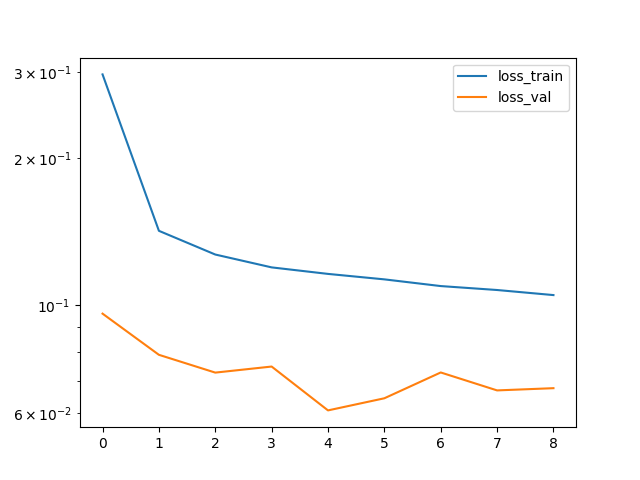 3 × 10⁻¹
2 × 10⁻¹
10⁻¹
6 × 10⁻²
0 1 2 3 4 5 6 7 8
loss_train
loss_val